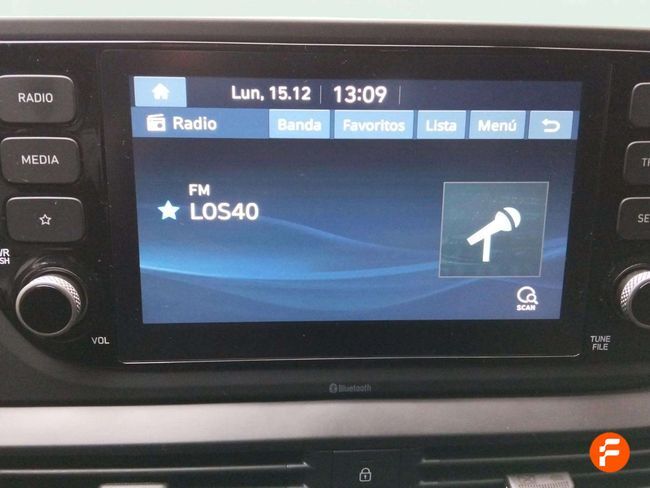 Lun, 15.12 13:09
RADIO
Radio Banda Favoritos Lista Menú
MEDIA
FM
LOS40
SCAN
VOL
TUNE
FILE
Bluetooth